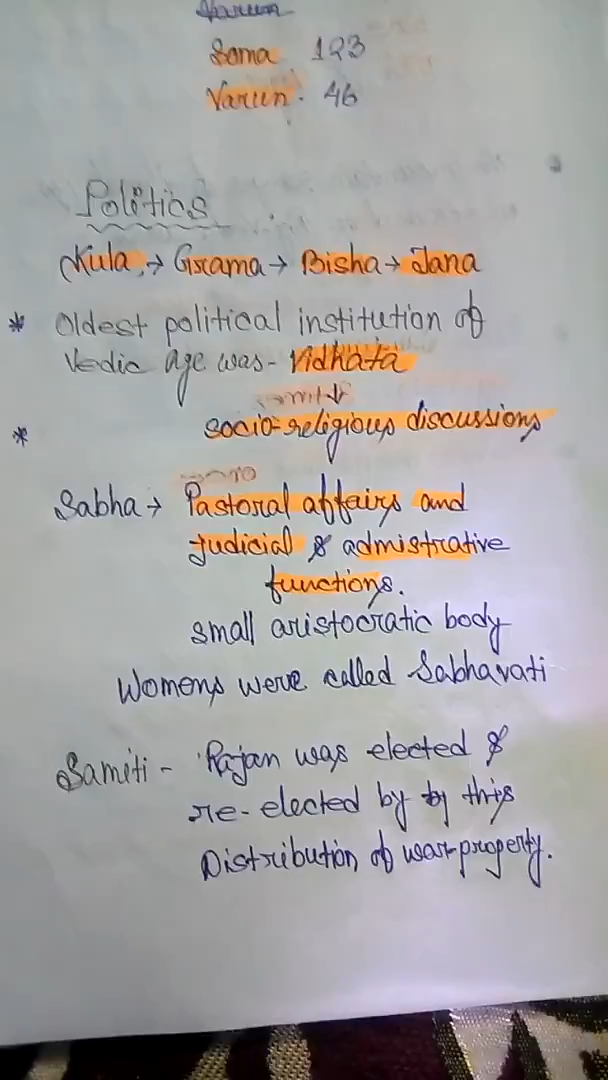 Soma 123
Varun. 46
Politics
Kula → Grama → Bisha → Jana
* Oldest political institution of
Vedic age was - Vidhata
*
socio-religious discussions
Sabha → Pastoral affairs and
Judicial & admistrative
functions.
small aristocratic body
Womens were called Sabhavati
Samiti - Rajan was elected &
re-elected by this
Distribution of war-property.